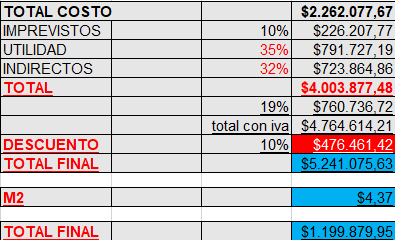 TOTAL COSTO $2.262.077,67
IMPREVISTOS 10% $226.207,77
UTILIDAD 35% $791.727,19
INDIRECTOS 32% $723.864,86
TOTAL $4.003.877,48
19% $760.736,72
total con iva $4.764.614,21
DESCUENTO 10% $476.461,42
TOTAL FINAL $5.241.075,63
M2 $4,37
TOTAL FINAL $1.199.879,95